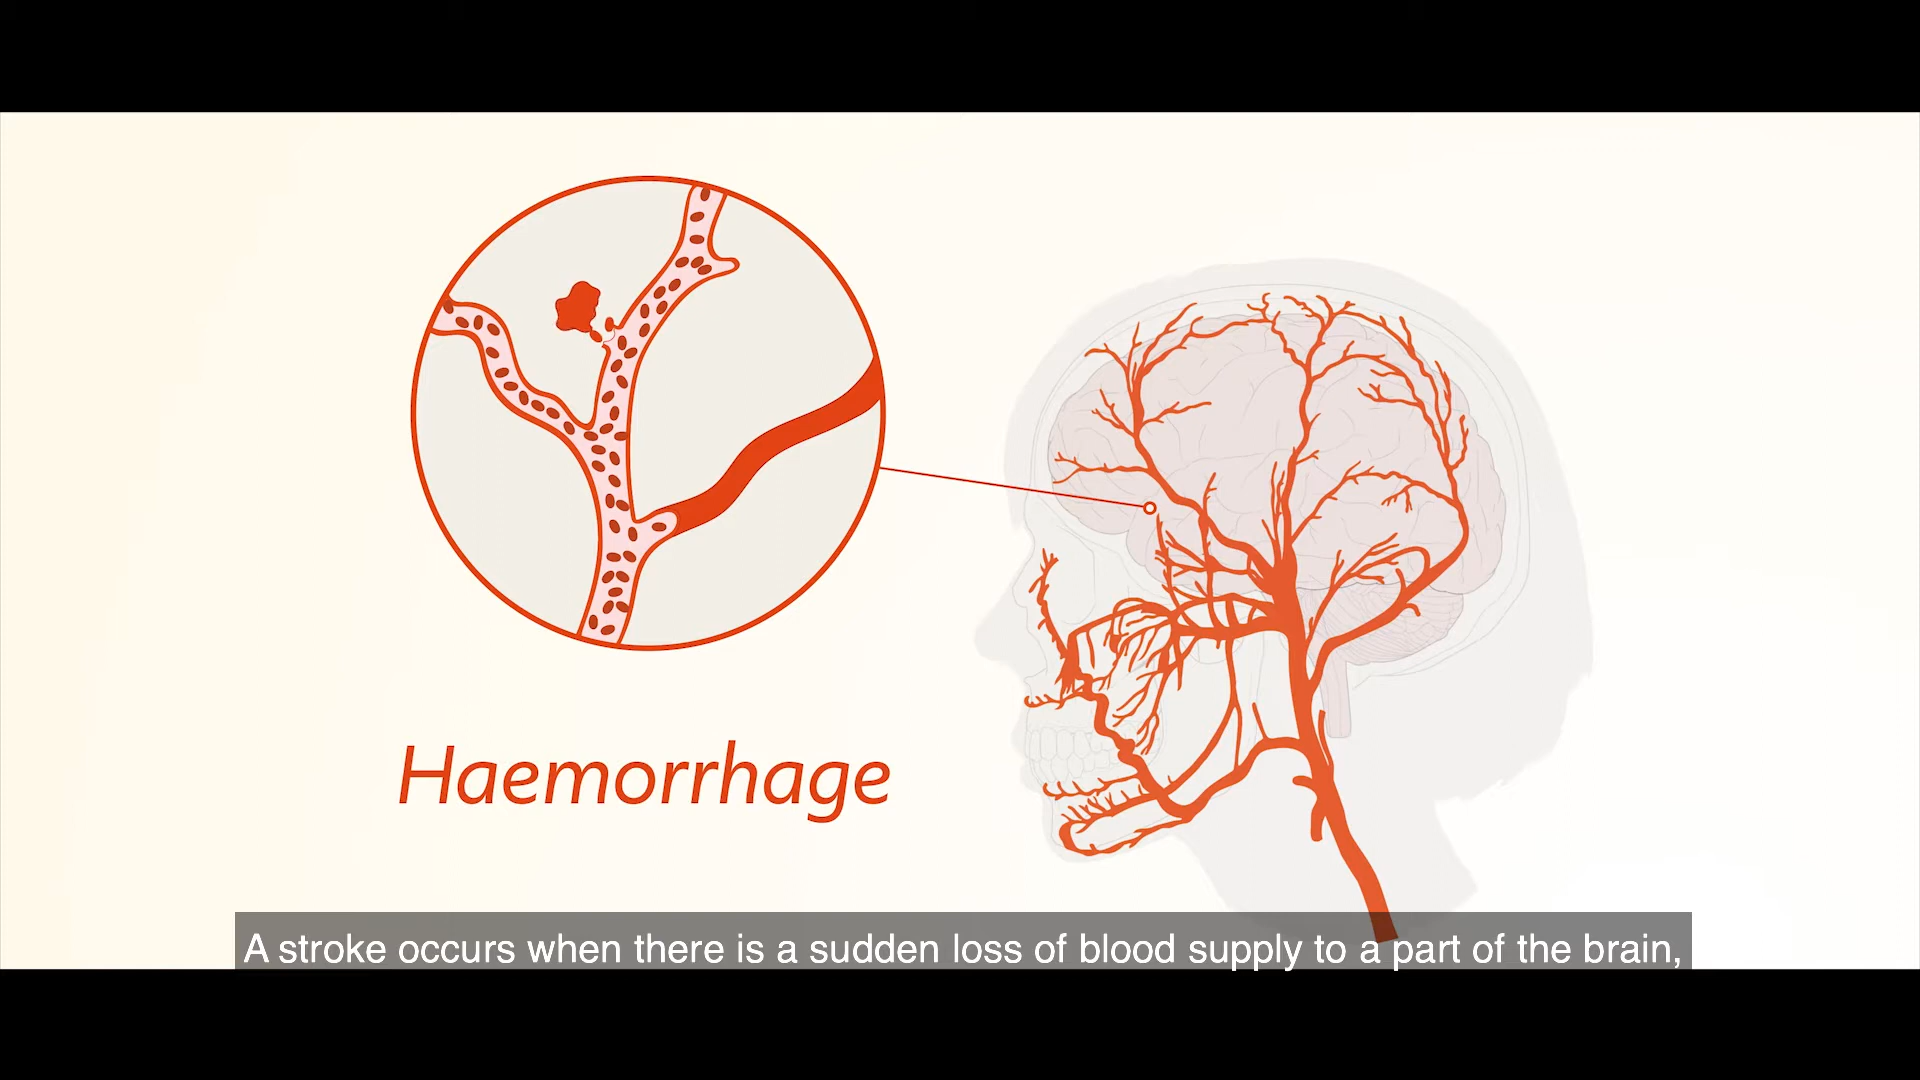 Haemorrhage
A stroke occurs when there is a sudden loss of blood supply to a part of the brain,